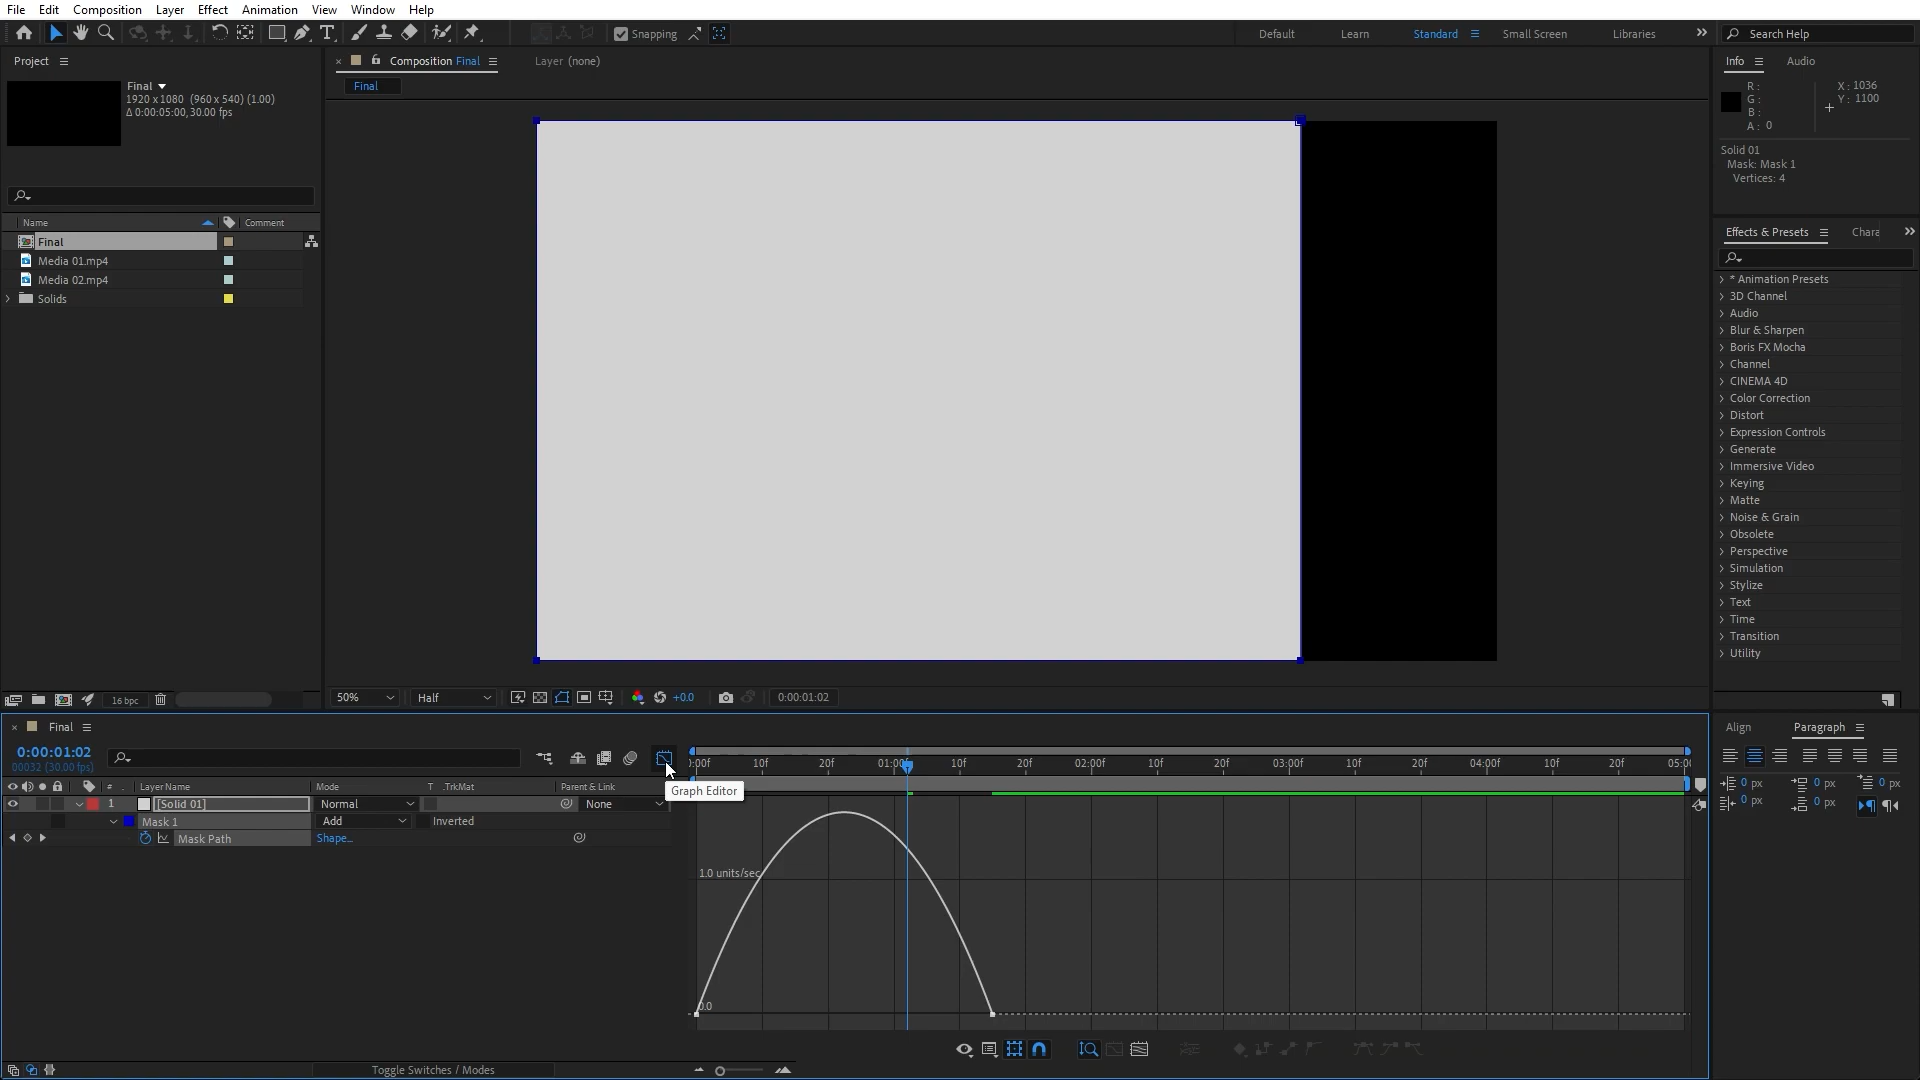 File Edit Composition Layer Effect Animation View Window Help
Snapping
Default Learn Standard Small Screen Libraries Search Help
Project
Final
1920 x 1080 (960 x 540) (1.00)
Δ 0:00:05:00, 30.00 fps
Name Comment
Final
Media 01.mp4
Media 02.mp4
Solids
16 bpc
Composition Final Layer (none)
Final
50% Half +0.0 0:00:01:02
Info Audio
R :
G :
B :
A : 0
X : 1036
Y : 1100
Solid 01
Mask: Mask 1
Vertices: 4
Effects & Presets Chara
* Animation Presets
3D Channel
Audio
Blur & Sharpen
Boris FX Mocha
Channel
CINEMA 4D
Color Correction
Distort
Expression Controls
Generate
Immersive Video
Keying
Matte
Noise & Grain
Obsolete
Perspective
Simulation
Stylize
Text
Time
Transition
Utility
Final
0:00:01:02
00032 (30.00 fps)
# Layer Name Mode T .TrkMat Parent & Link
1 [Solid 01] Normal None
Mask 1 Add Inverted
Mask Path Shape...
Graph Editor
):00f 10f 20f 01:00f 10f 20f 02:00f 10f 20f 03:00f 10f 20f 04:00f 10f 20f 05:0(
1.0 units/sec
0.0
Toggle Switches / Modes
Align Paragraph
0 px 0 px 0 px
0 px 0 px